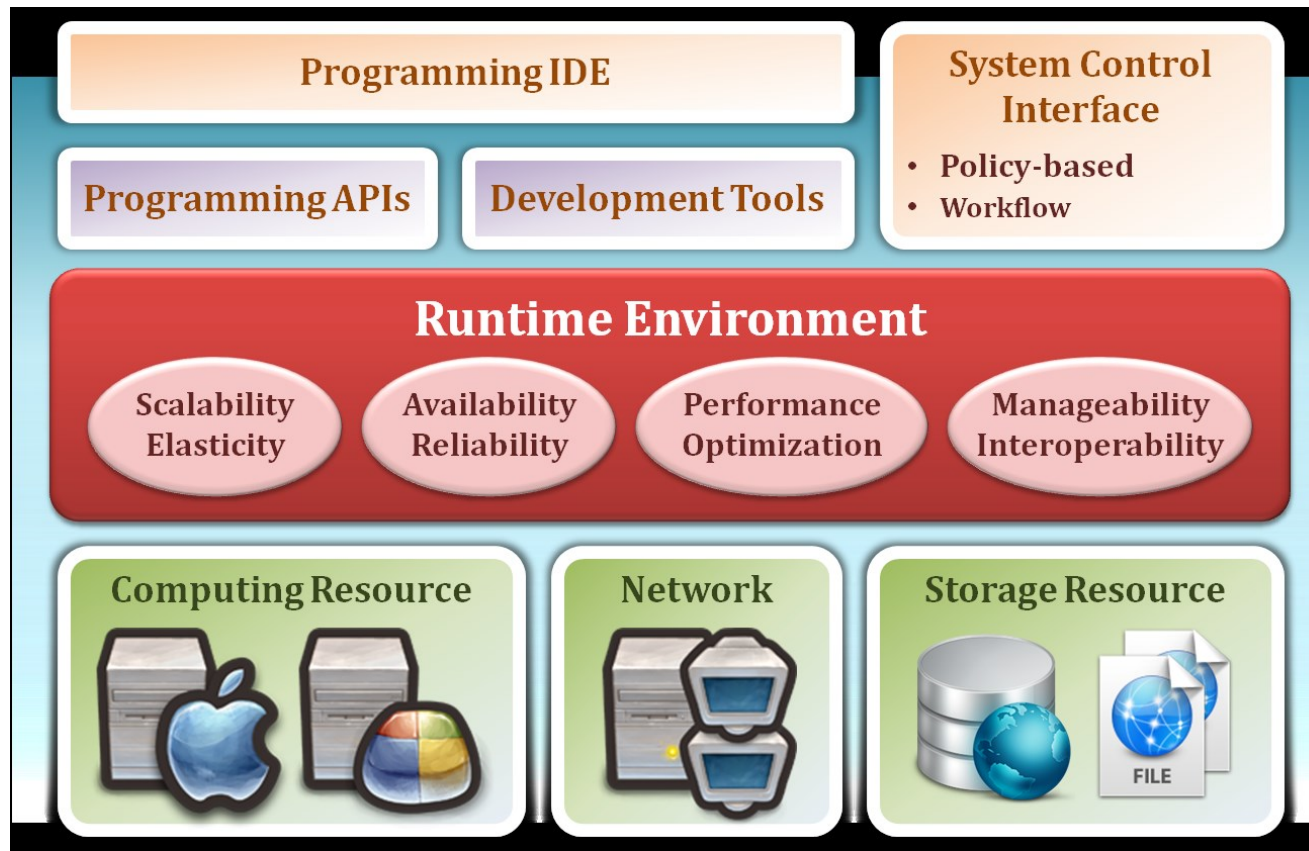 Programming IDE
System Control
Interface
• Policy-based
• Workflow
Programming APIs
Development Tools
Runtime Environment
Scalability
Elasticity
Availability
Reliability
Performance
Optimization
Manageability
Interoperability
Computing Resource
Network
Storage Resource
FILE